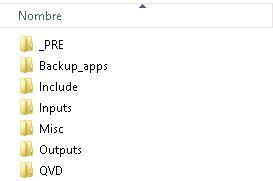 Nombre
_PRE
Backup_apps
Include
Inputs
Misc
Outputs
QVD